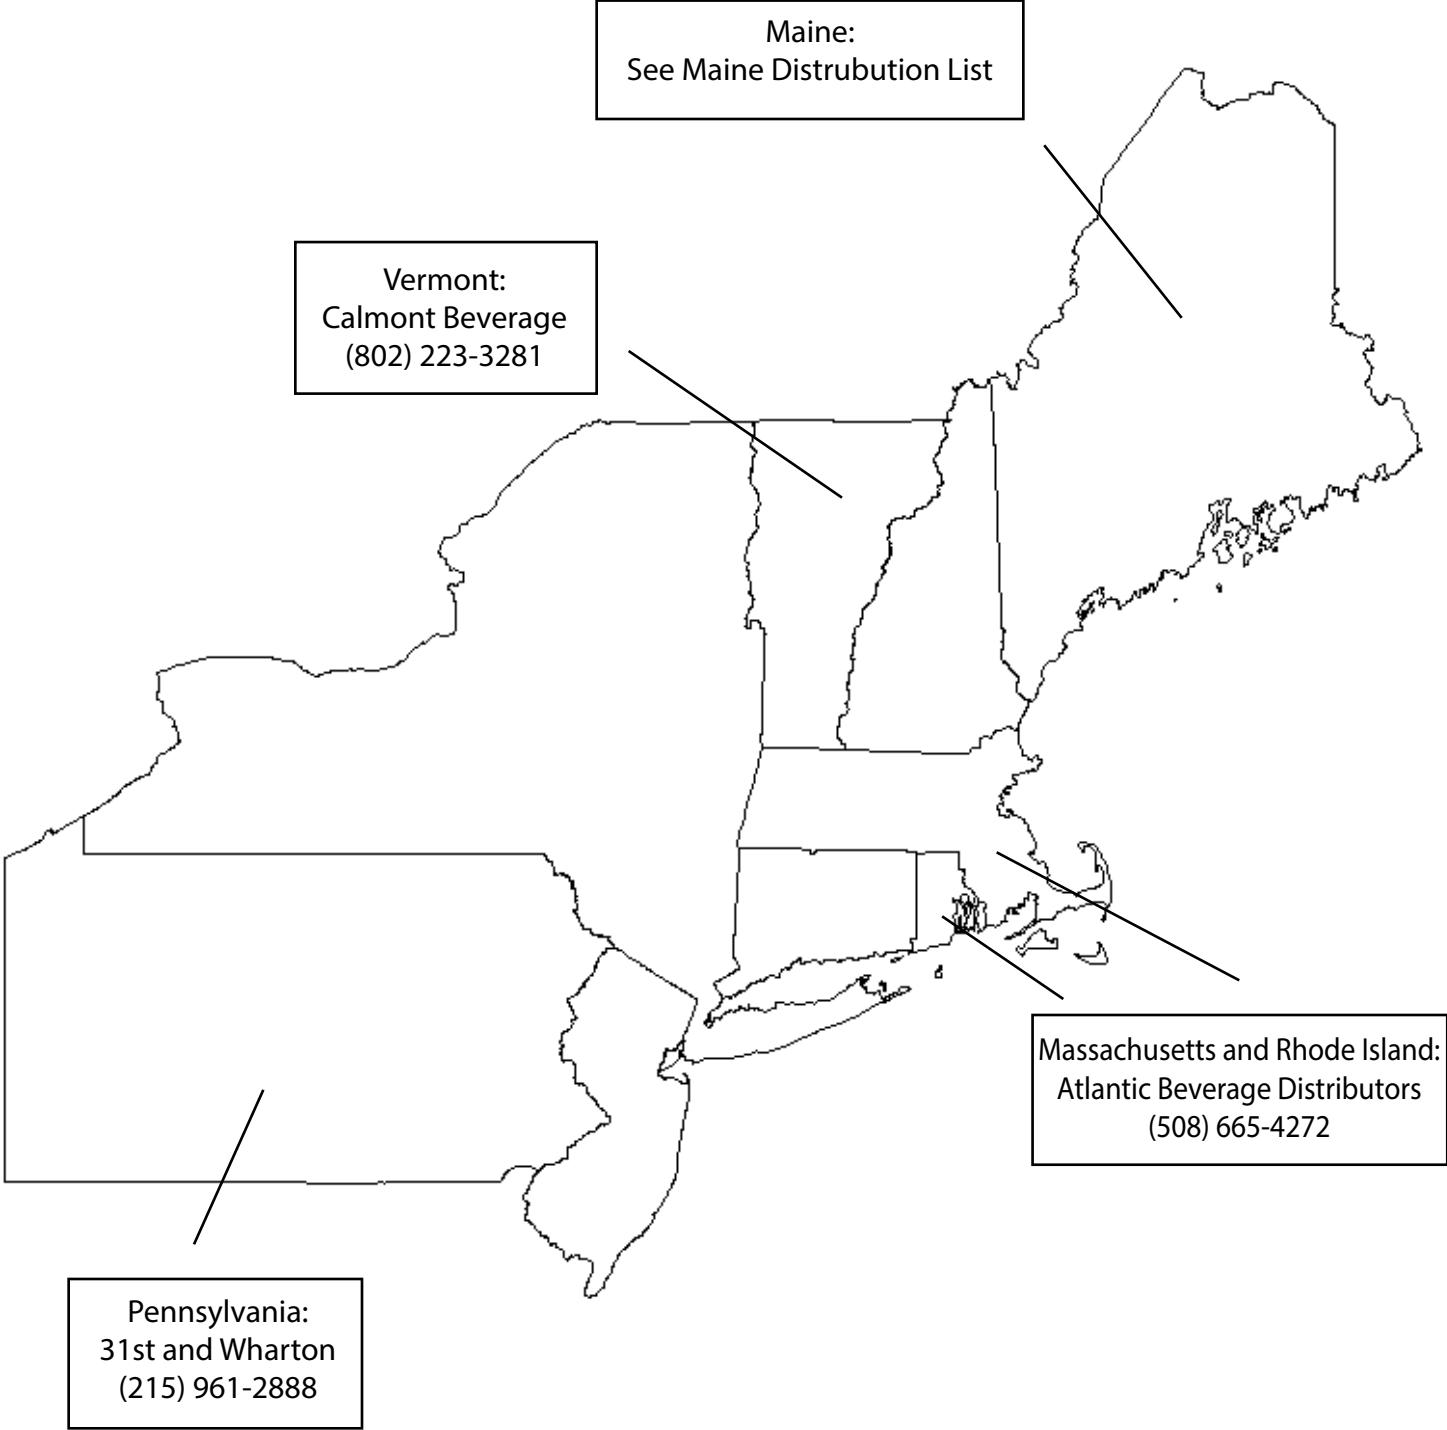 Maine:
See Maine Distrubution List
Vermont:
Calmont Beverage
(802) 223-3281
Massachusetts and Rhode Island:
Atlantic Beverage Distributors
(508) 665-4272
Pennsylvania:
31st and Wharton
(215) 961-2888